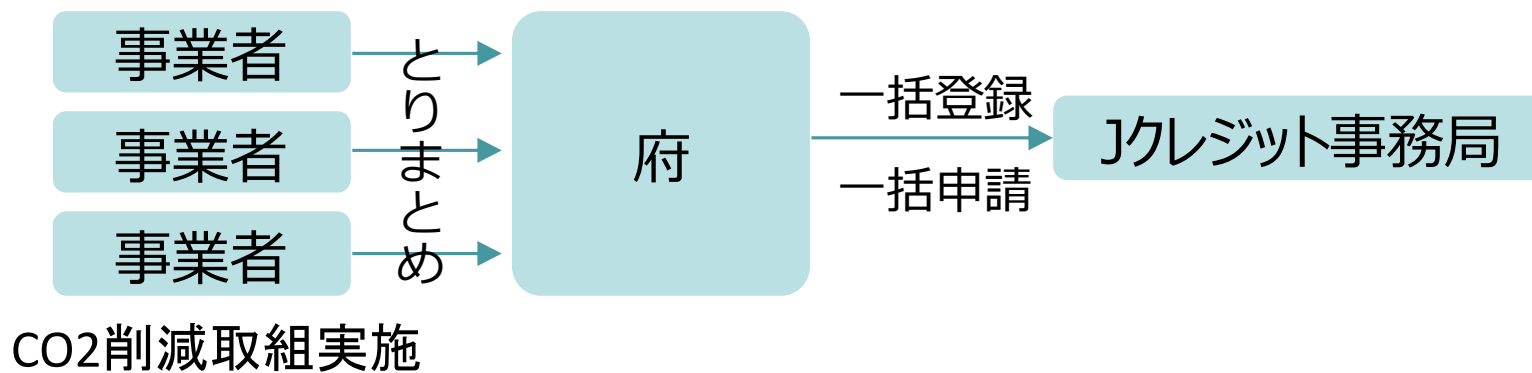 事業者
事業者
事業者
とりまとめ
府
一括登録
一括申請
Jクレジット事務局
CO2削減取組実施